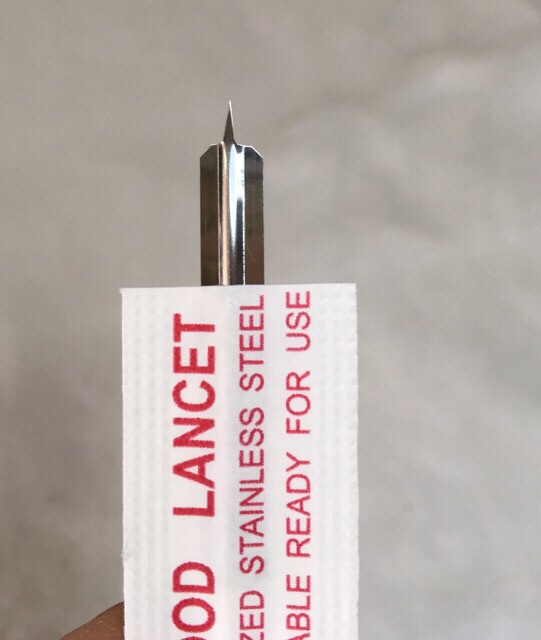 OOD LANCET
ZED STAINLESS STEEL
ABLE READY FOR USE